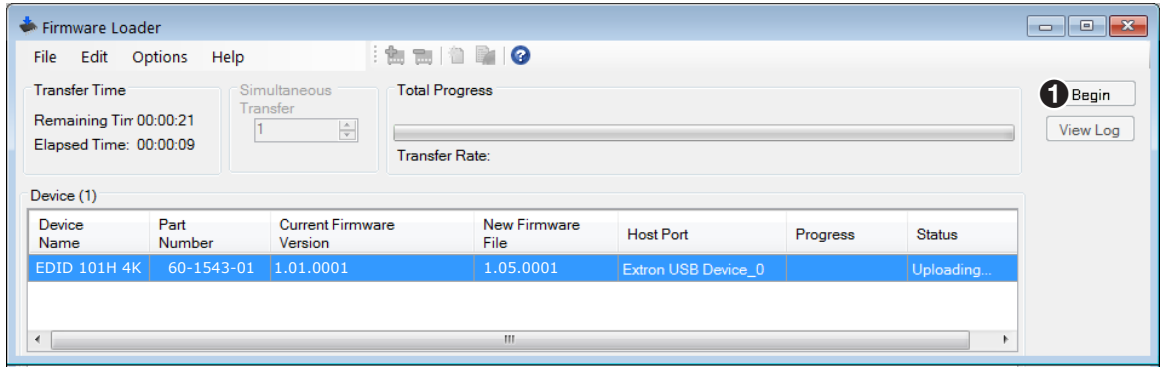 Firmware Loader
File Edit Options Help
Transfer Time
Remaining Tim 00:00:21
Elapsed Time: 00:00:09
Simultaneous
Transfer
1
Total Progress
Transfer Rate:
1 Begin
View Log
Device (1)
Device Name Part Number Current Firmware Version New Firmware File Host Port Progress Status
EDID 101H 4K 60-1543-01 1.01.0001 1.05.0001 Extron USB Device_0 Uploading...